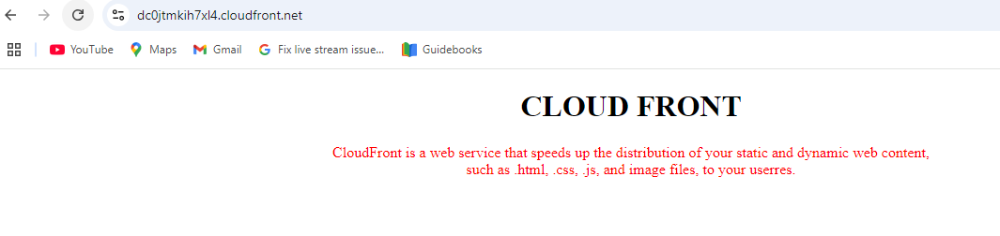 dc0jtmkih7xl4.cloudfront.net
YouTube Maps Gmail Fix live stream issue... Guidebooks
CLOUD FRONT
CloudFront is a web service that speeds up the distribution of your static and dynamic web content,
such as .html, .css, .js, and image files, to your userres.